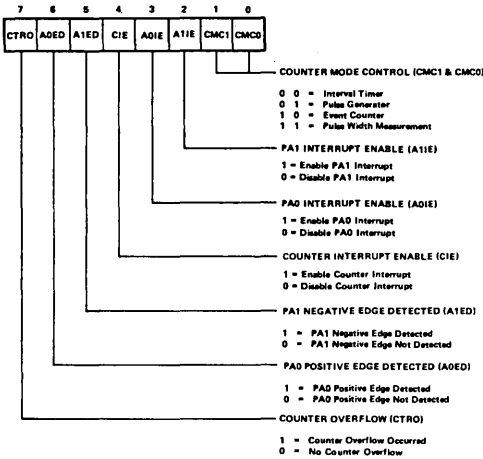 7 6 5 4 3 2 1 0
CTRO A0ED A1ED CIE A0IE A1IE CMC1 CMC0
COUNTER MODE CONTROL (CMC1 & CMC0)
0 0 = Interval Timer
0 1 = Pulse Generator
1 0 = Event Counter
1 1 = Pulse Width Measurement
PA1 INTERRUPT ENABLE (A1IE)
1 = Enable PA1 Interrupt
0 = Disable PA1 Interrupt
PA0 INTERRUPT ENABLE (A0IE)
1 = Enable PA0 Interrupt
0 = Disable PA0 Interrupt
COUNTER INTERRUPT ENABLE (CIE)
1 = Enable Counter Interrupt
0 = Disable Counter Interrupt
PA1 NEGATIVE EDGE DETECTED (A1ED)
1 = PA1 Negative Edge Detected
0 = PA1 Negative Edge Not Detected
PA0 POSITIVE EDGE DETECTED (A0ED)
1 = PA0 Positive Edge Detected
0 = PA0 Positive Edge Not Detected
COUNTER OVERFLOW (CTRO)
1 = Counter Overflow Occurred
0 = No Counter Overflow